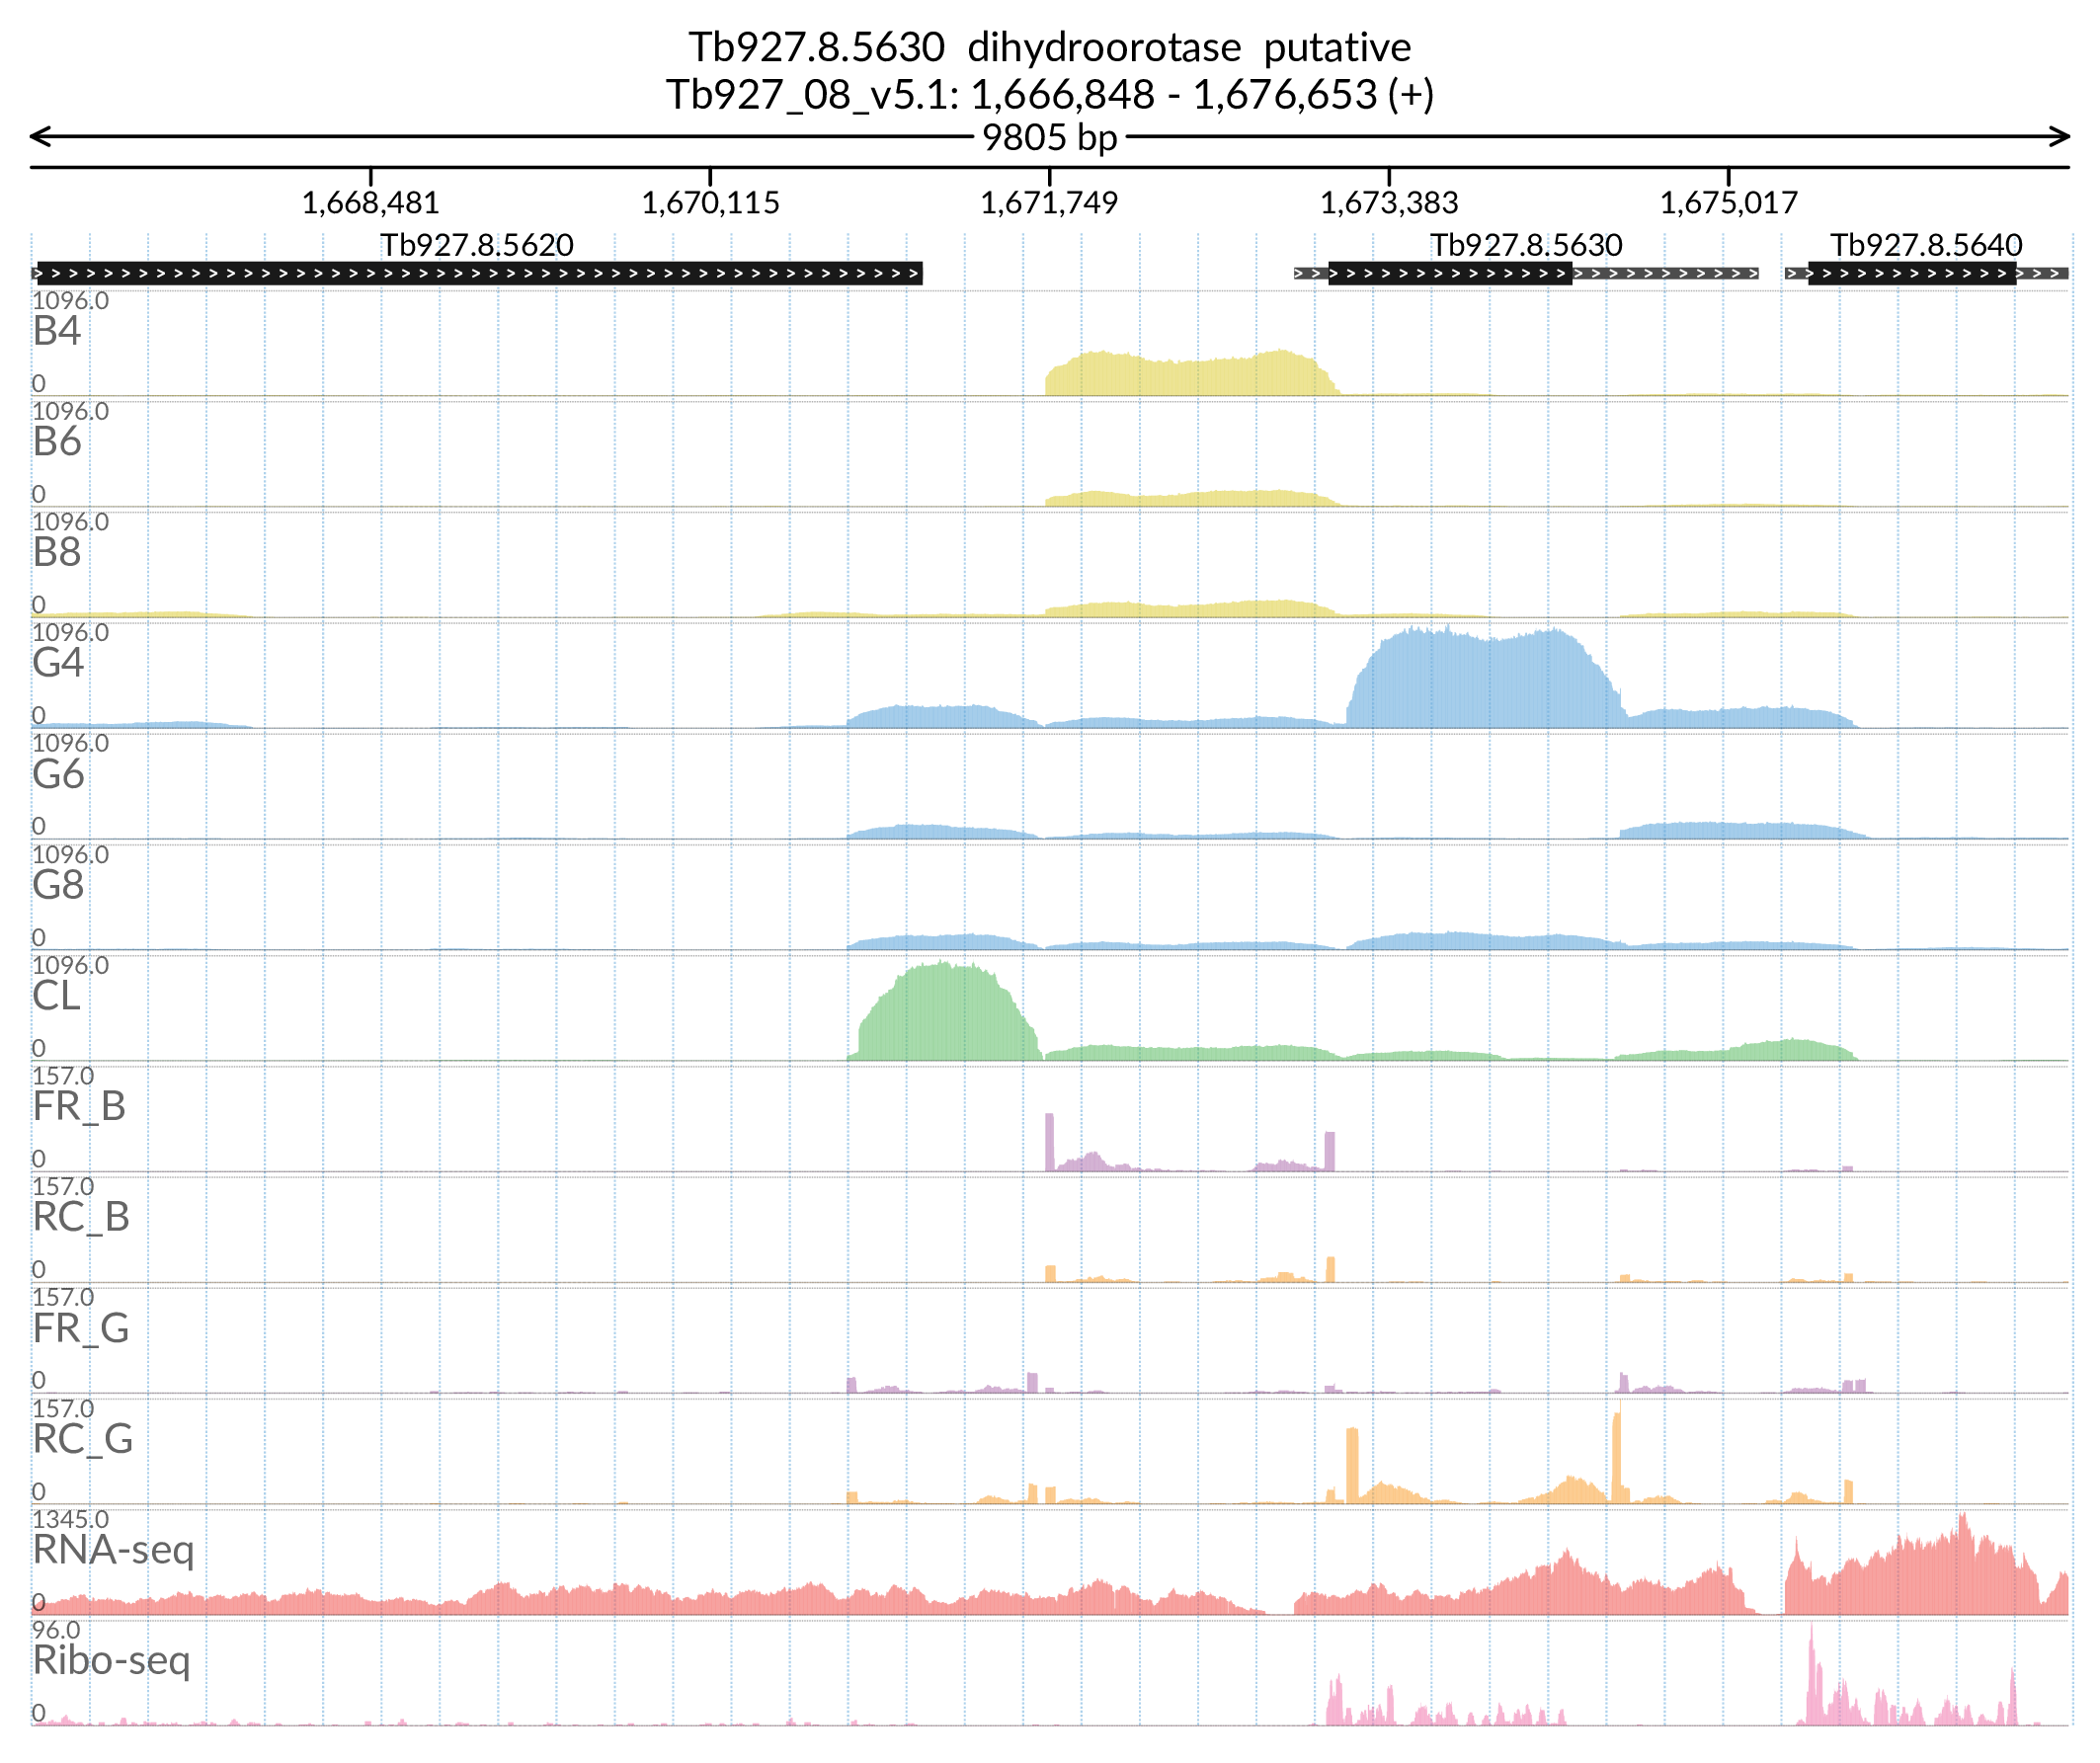 Tb927.8.5630 dihydroorotase putative
Tb927_08_v5.1: 1,666,848 - 1,676,653 (+)
9805 bp
1,668,481 1,670,115 1,671,749 1,673,383 1,675,017
Tb927.8.5620 Tb927.8.5630 Tb927.8.5640
1096.0
B4
0
1096.0
B6
0
1096.0
B8
0
1096.0
G4
0
1096.0
G6
0
1096.0
G8
0
1096.0
CL
0
157.0
FR_B
0
157.0
RC_B
0
157.0
FR_G
0
157.0
RC_G
0
1345.0
RNA-seq
0
96.0
Ribo-seq
0